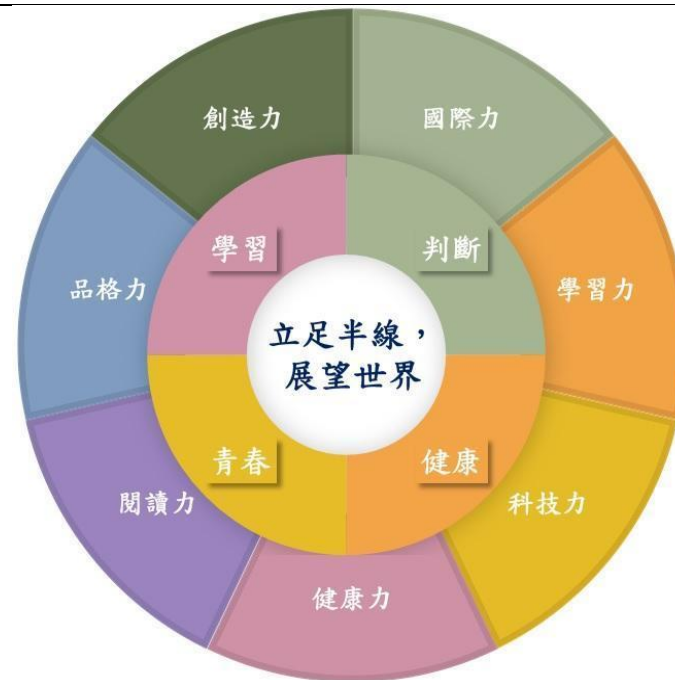 創造力
國際力
學習
判斷
品格力
學習力
立足半線，
展望世界
青春
健康
閱讀力
科技力
健康力